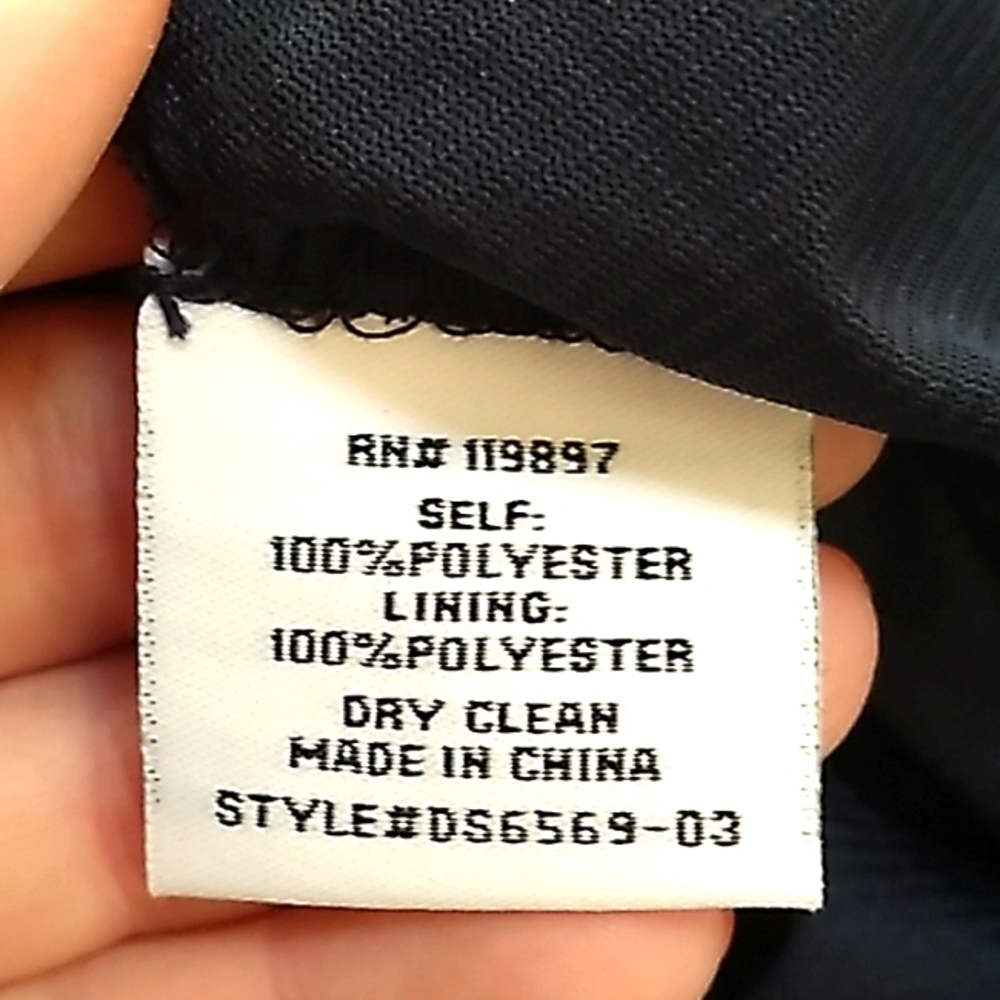 RN# 119897
SELF:
100%POLYESTER
LINING:
100%POLYESTER
DRY CLEAN
MADE IN CHINA
STYLE#DS6569-03